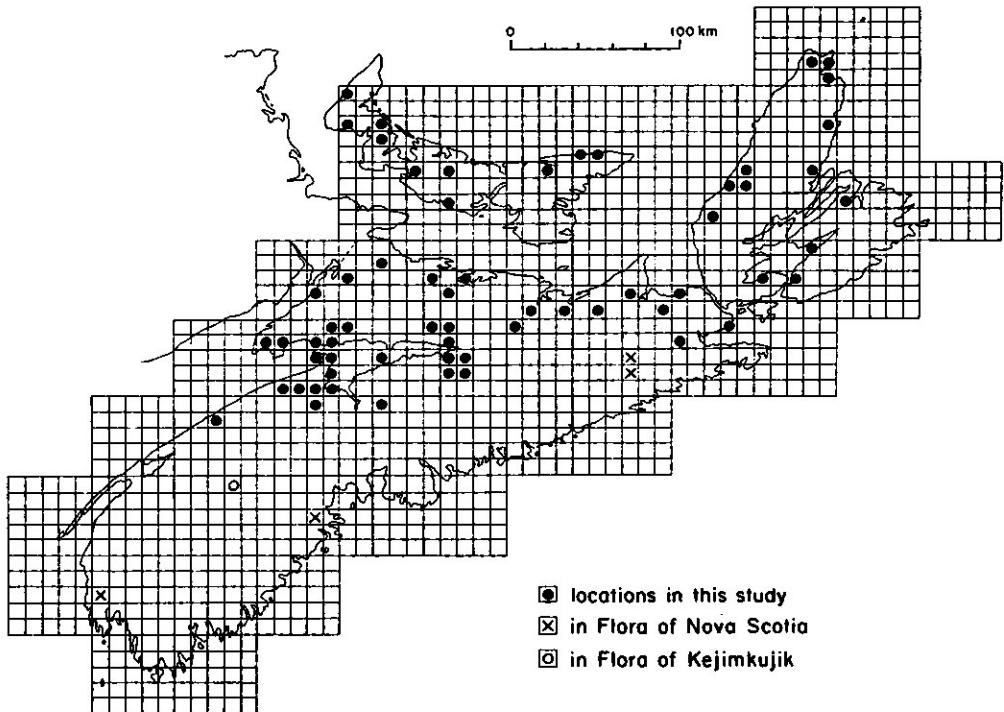 0 100 km
locations in this study
in Flora of Nova Scotia
in Flora of Kejimkujik